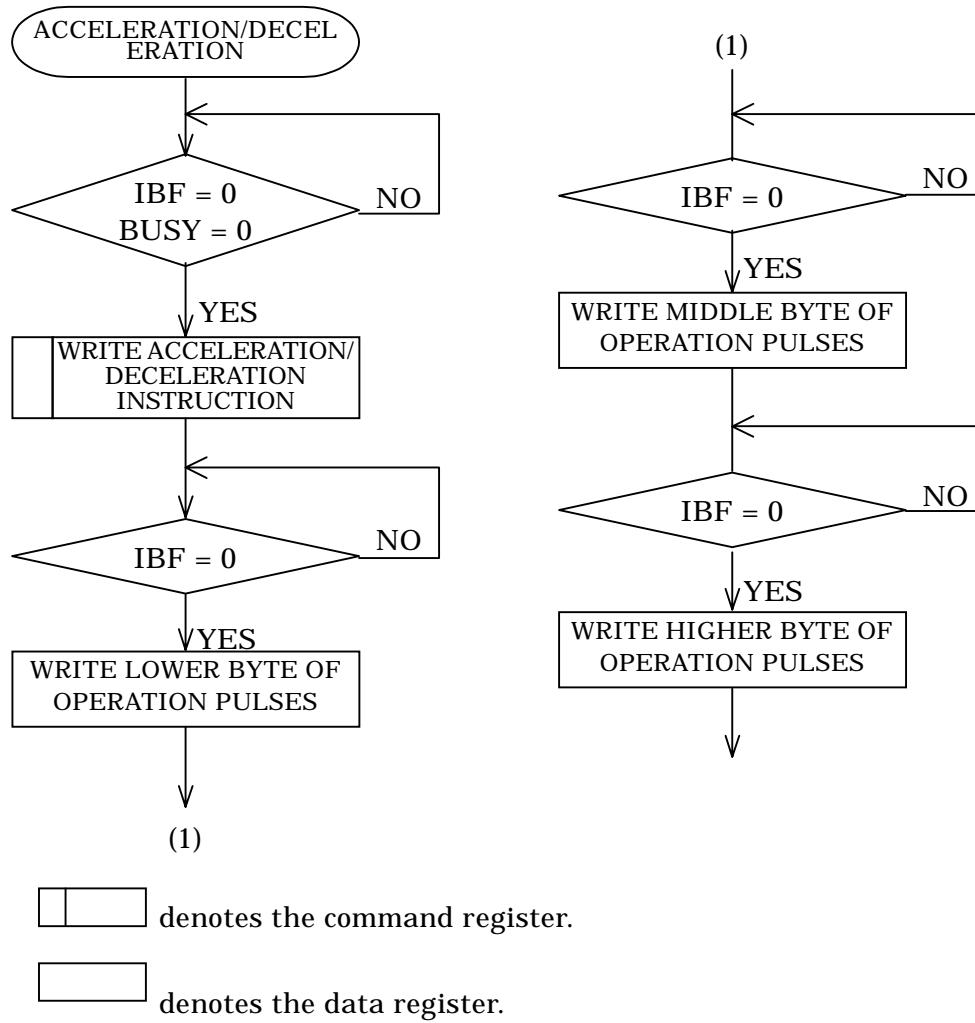 ACCELERATION/DECEL
ERATION
IBF = 0
BUSY = 0
NO
YES
WRITE ACCELERATION/
DECELERATION
INSTRUCTION
IBF = 0
NO
YES
WRITE LOWER BYTE OF
OPERATION PULSES
(1)
(1)
IBF = 0
NO
YES
WRITE MIDDLE BYTE OF
OPERATION PULSES
IBF = 0
NO
YES
WRITE HIGHER BYTE OF
OPERATION PULSES
denotes the command register.
denotes the data register.